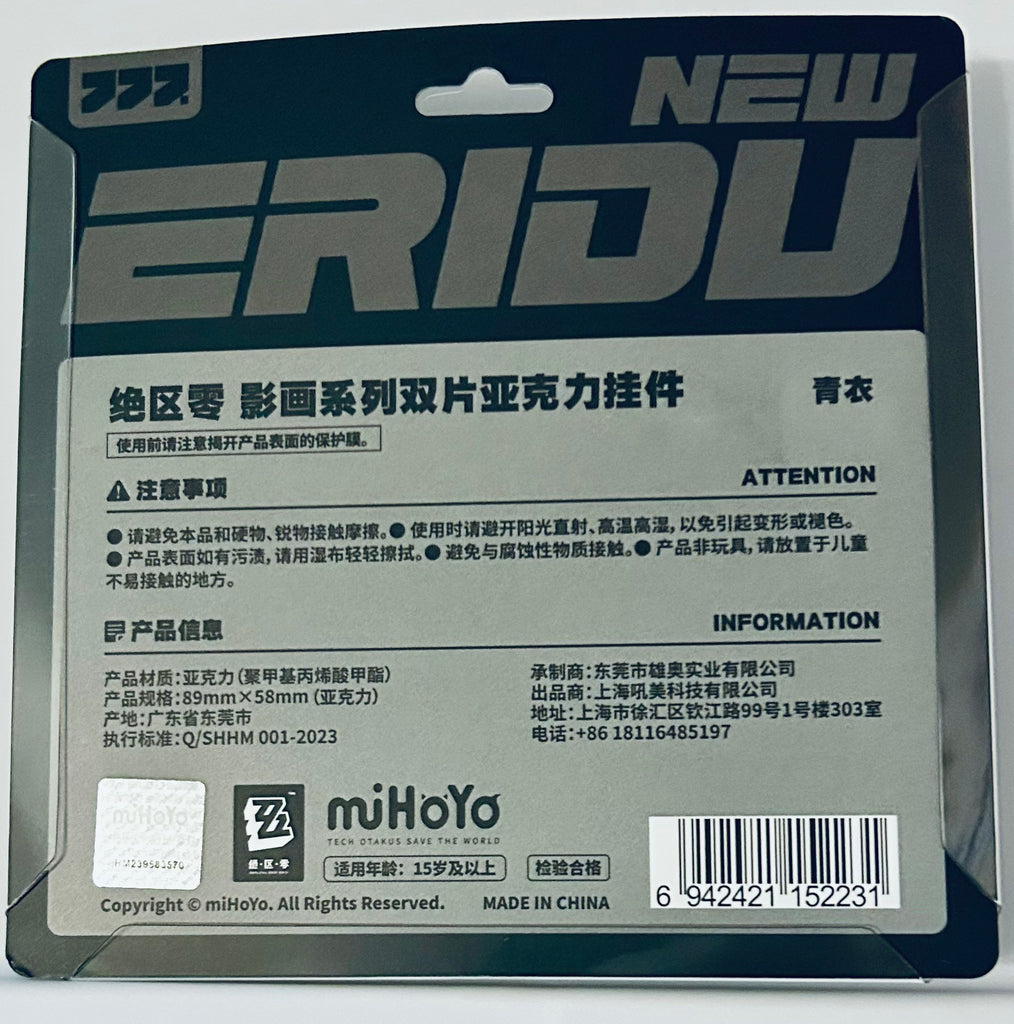 NEW
ERIDU
绝区零 影画系列双片亚克力挂件 青衣
使用前请注意揭开产品表面的保护膜。
注意事项 ATTENTION
● 请避免本品和硬物、锐物接触摩擦。● 使用时请避开阳光直射、高温高湿，以免引起变形或褪色。
● 产品表面如有污渍，请用湿布轻轻擦拭。● 避免与腐蚀性物质接触。● 产品非玩具，请放置于儿童
不易接触的地方。
产品信息 INFORMATION
产品材质：亚克力（聚甲基丙烯酸甲酯）
产品规格：89mm×58mm（亚克力）
产地：广东省东莞市
执行标准：Q/SHHM 001-2023
承制商：东莞市雄奥实业有限公司
出品商：上海吼美科技有限公司
地址：上海市徐汇区钦江路99号1号楼303室
电话：+86 18116485197
miHoYo
HM239583570
绝·区·零
miHoYo
TECH OTAKUS SAVE THE WORLD
适用年龄：15岁及以上 检验合格
Copyright © miHoYo. All Rights Reserved. MADE IN CHINA
6 942421 152231